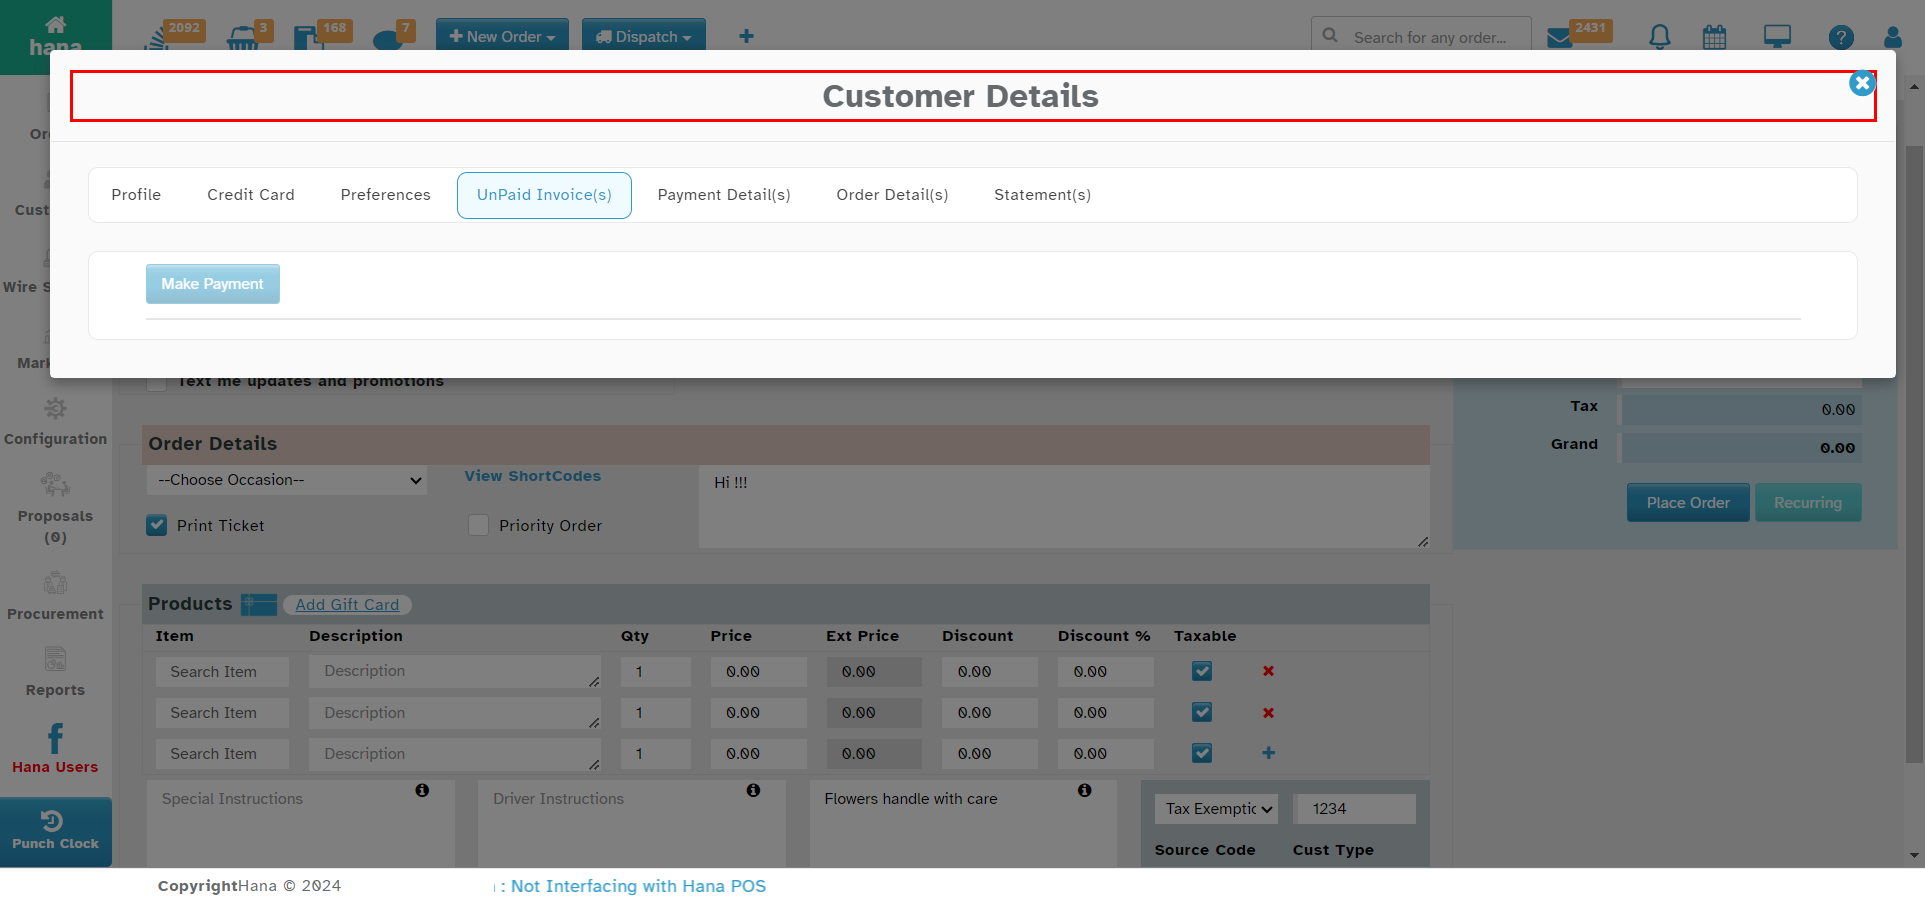 hana
2092
3
168
7
New Order
Dispatch
Search for any order...
2431
Customer Details
Profile
Credit Card
Preferences
UnPaid Invoice(s)
Payment Detail(s)
Order Detail(s)
Statement(s)
Make Payment
Text me updates and promotions
Tax
0.00
Grand
0.00
Place Order
Recurring
Configuration
Proposals
(0)
Procurement
Reports
Hana Users
Punch Clock
Order Details
--Choose Occasion--
View ShortCodes
Hi !!!
Print Ticket
Priority Order
Products
Add Gift Card
Item Description Qty Price Ext Price Discount Discount % Taxable
Search Item Description 1 0.00 0.00 0.00 0.00
Search Item Description 1 0.00 0.00 0.00 0.00
Search Item Description 1 0.00 0.00 0.00 0.00
Special Instructions
Driver Instructions
Flowers handle with care
Tax Exemptic
1234
Source Code
Cust Type
CopyrightHana © 2024
: Not Interfacing with Hana POS